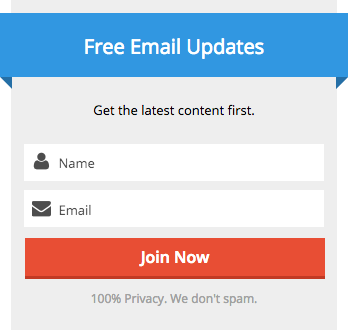 Free Email Updates
Get the latest content first.
Name
Email
Join Now
100% Privacy. We don't spam.